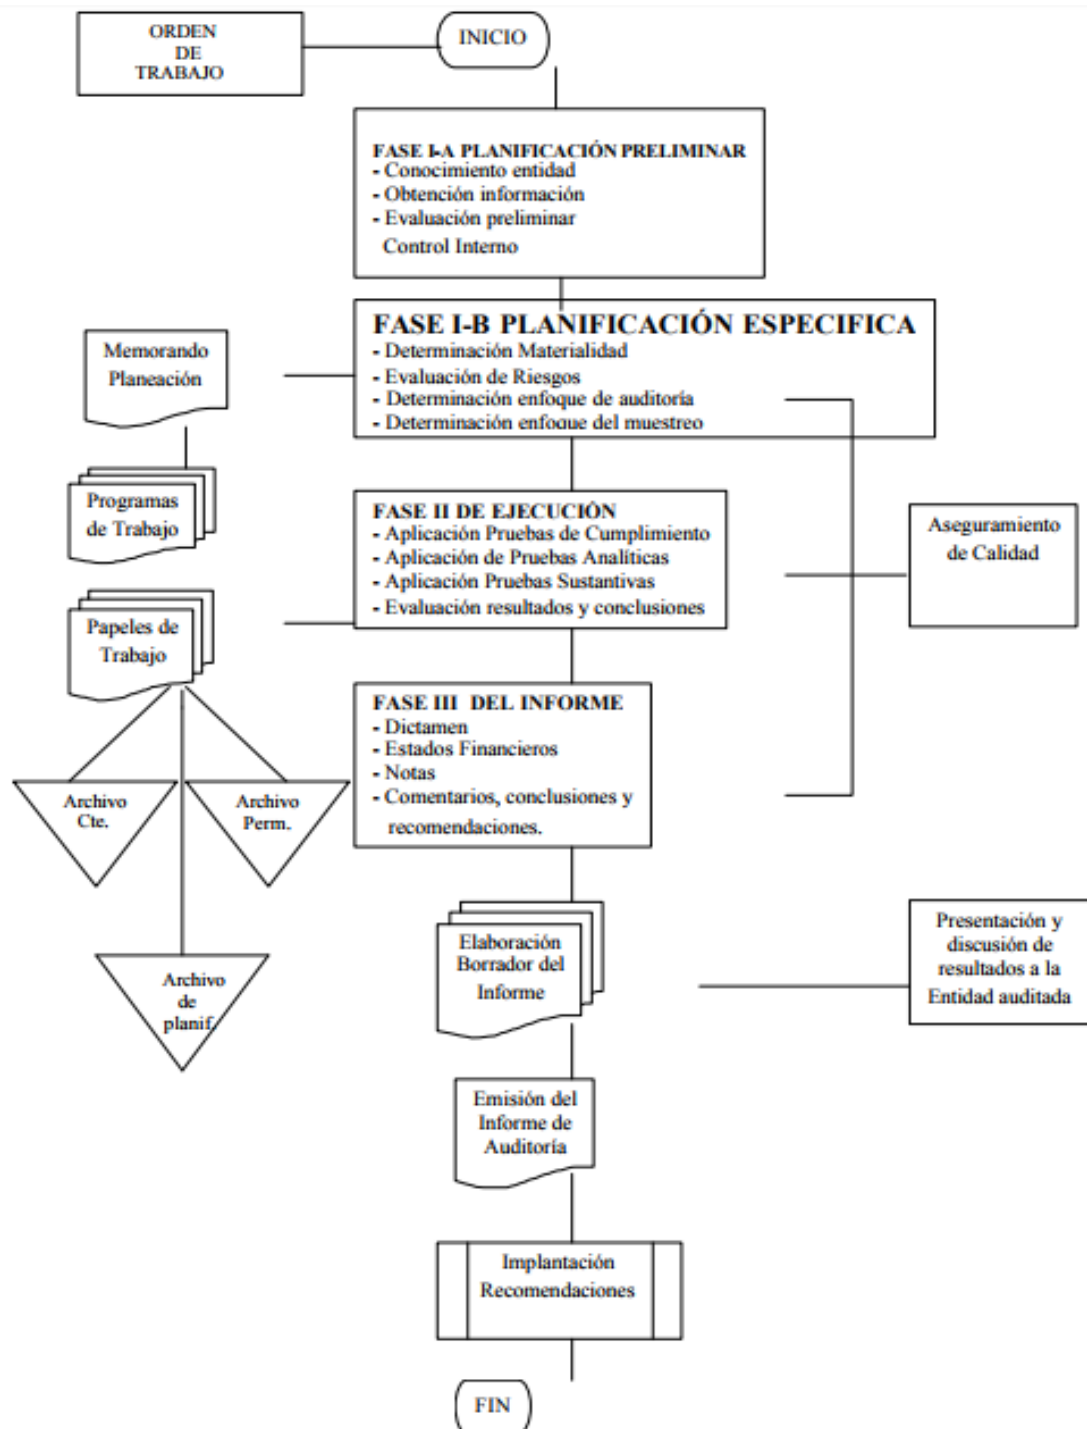 ORDEN
DE
TRABAJO
INICIO
FASE I-A PLANIFICACIÓN PRELIMINAR
- Conocimiento entidad
- Obtención información
- Evaluación preliminar
Control Interno
FASE I-B PLANIFICACIÓN ESPECIFICA
- Determinación Materialidad
- Evaluación de Riesgos
- Determinación enfoque de auditoría
- Determinación enfoque del muestreo
Memorando
Planeación
Programas
de Trabajo
FASE II DE EJECUCIÓN
- Aplicación Pruebas de Cumplimiento
- Aplicación de Pruebas Analíticas
- Aplicación Pruebas Sustantivas
- Evaluación resultados y conclusiones
Aseguramiento
de Calidad
Papeles de
Trabajo
FASE III  DEL INFORME
- Dictamen
- Estados Financieros
- Notas
- Comentarios, conclusiones y
recomendaciones.
Archivo
Cte.
Archivo
Perm.
Archivo
de
planif.
Elaboración
Borrador del
Informe
Presentación y
discusión de
resultados a la
Entidad auditada
Emisión del
Informe de
Auditoría
Implantación
Recomendaciones
FIN